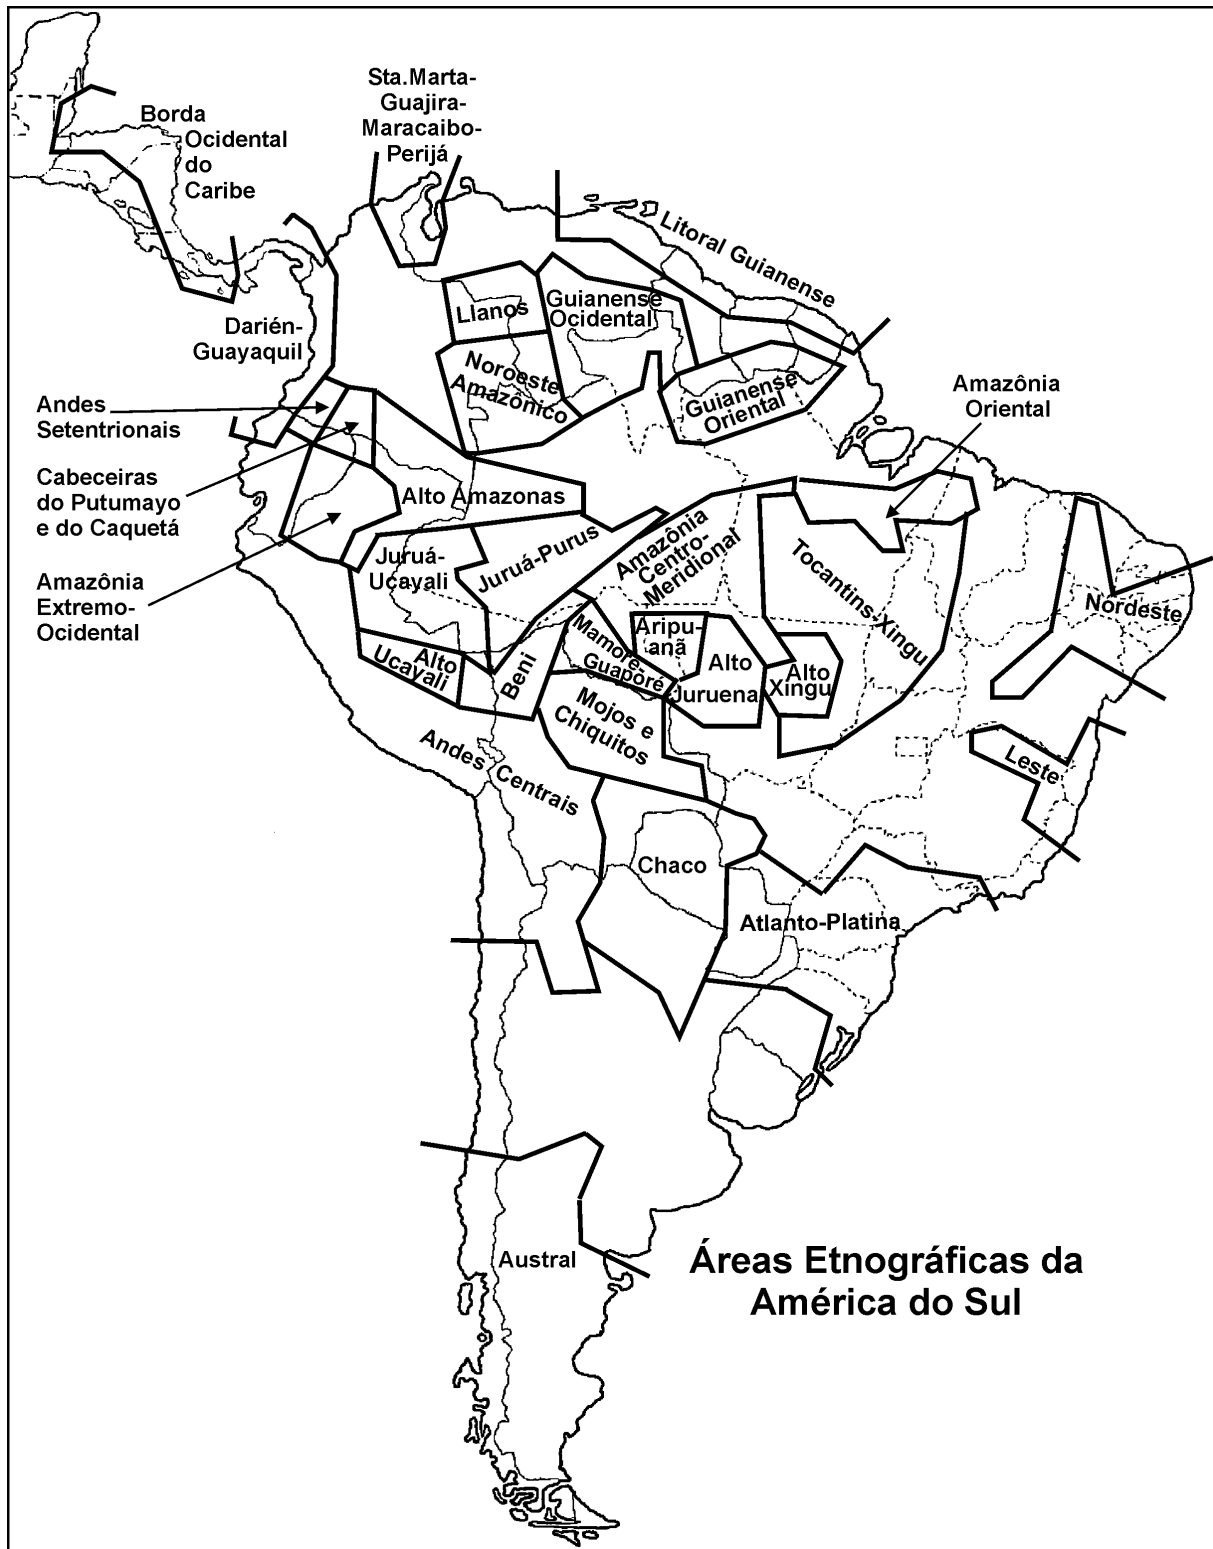 Sta.Marta-
Guajira-
Maracaibo-
Perijá
Borda
Ocidental
do
Caribe
Litoral Guianense
Llanos
Guianense
Ocidental
Darién-
Guayaquil
Noroeste
Amazônico
Guianense
Oriental
Amazônia
Oriental
Andes
Setentrionais
Cabeceiras
do Putumayo
e do Caquetá
Alto Amazonas
Amazônia
Extremo-
Ocidental
Juruá-
Ucayali
Juruá-Purus
Amazônia
Centro-
Meridional
Tocantins-Xingu
Nordeste
Alto
Ucayali
Beni
Mamoré-
Guaporé
Aripu-
anã
Alto
Juruena
Alto
Xingu
Mojos e
Chiquitos
Andes Centrais
Leste
Chaco
Atlanto-Platina
Austral
Áreas Etnográficas da
América do Sul